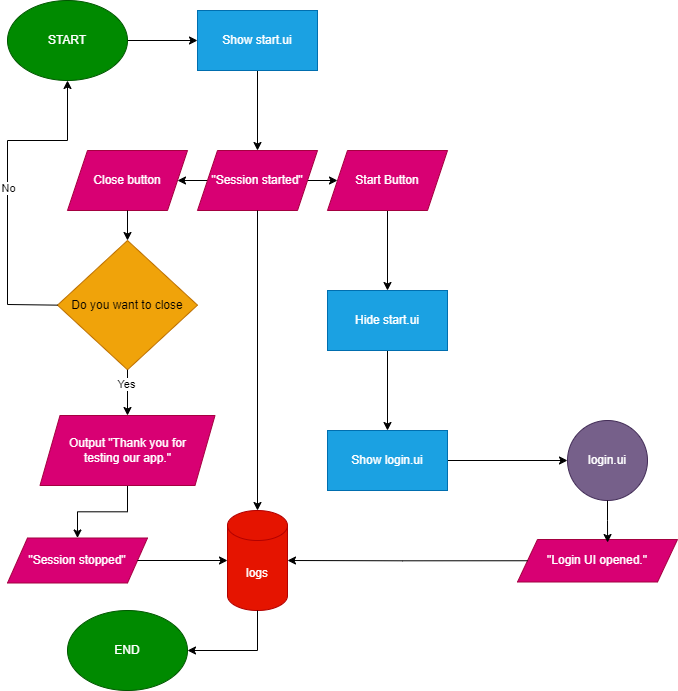 START
Show start.ui
Close button
"Session started"
Start Button
No
Do you want to close
Hide start.ui
Yes
Output "Thank you for
testing our app."
Show login.ui
login.ui
"Session stopped"
logs
"Login UI opened."
END